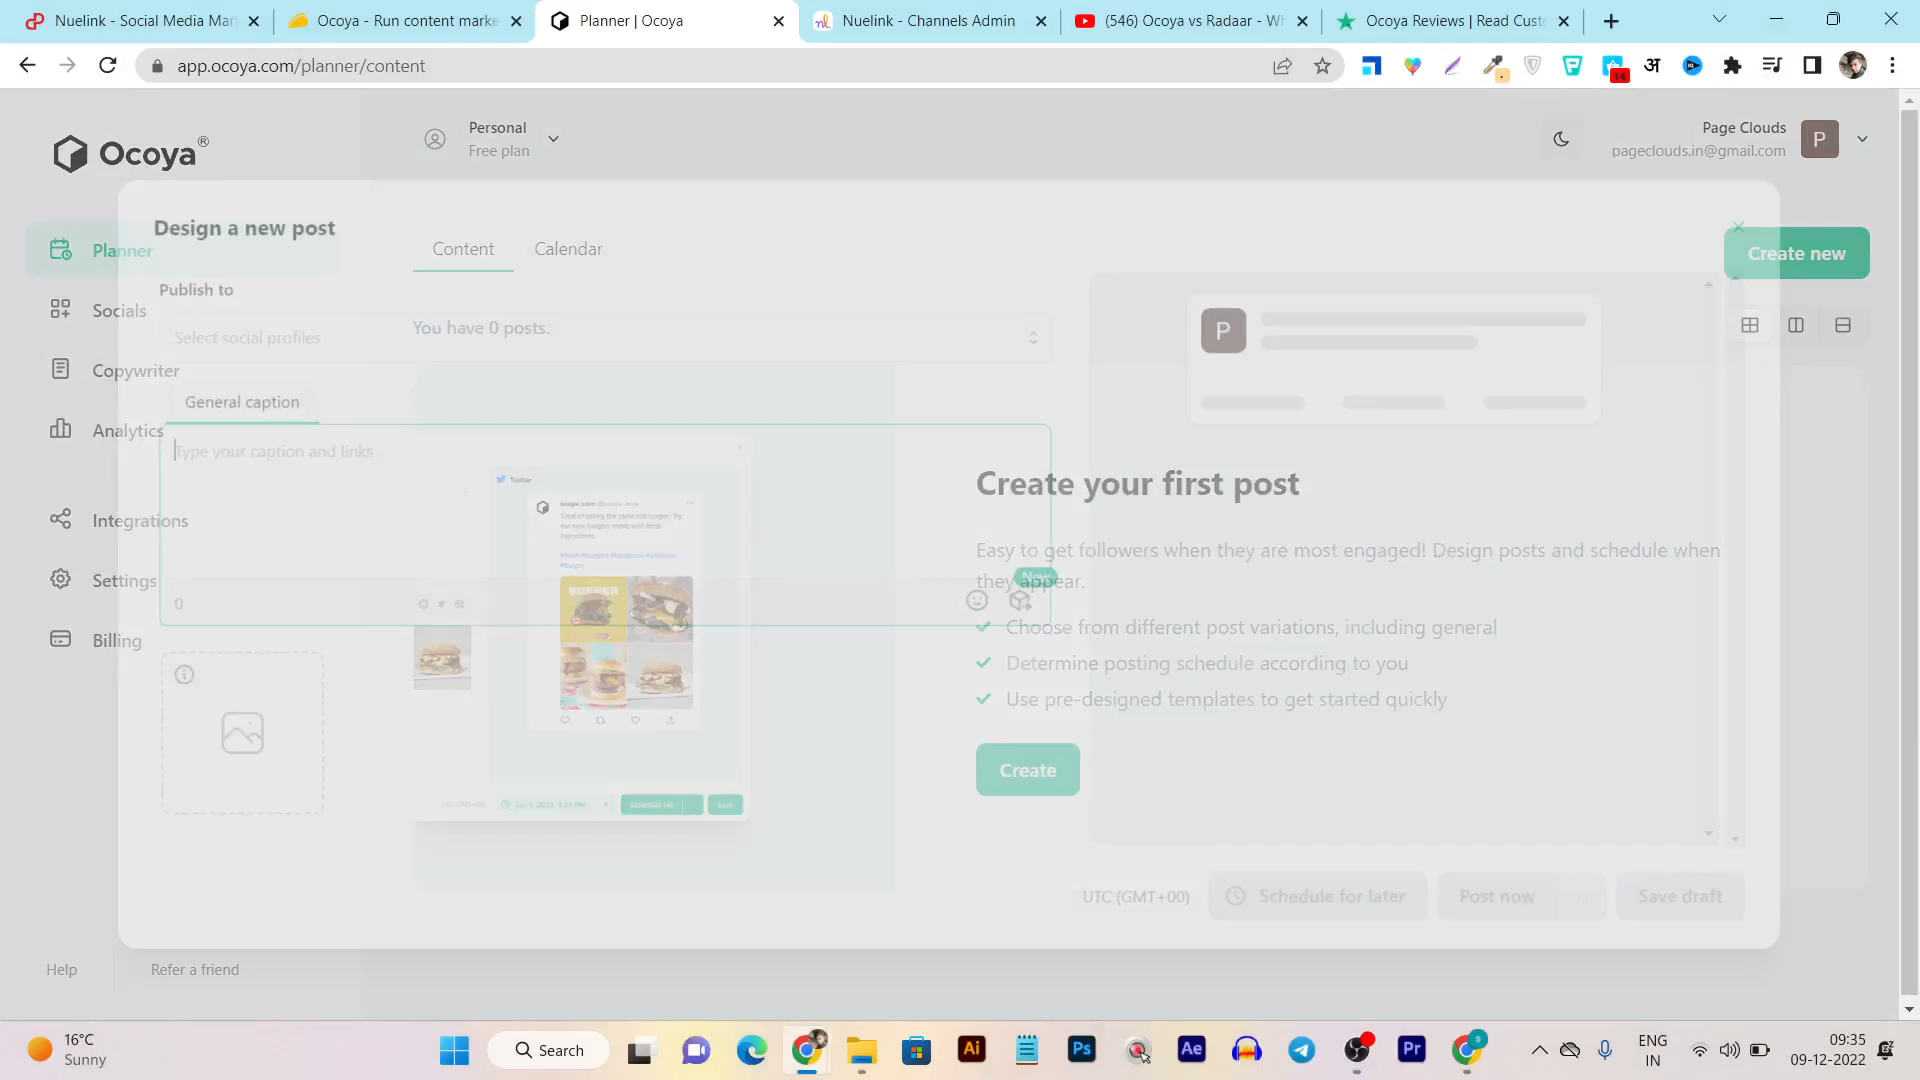 Nuelink - Social Media Mar
Ocoya - Run content marke
Planner | Ocoya
Nuelink - Channels Admin
(546) Ocoya vs Radaar - Wh
Ocoya Reviews | Read Cust
app.ocoya.com/planner/content
Ocoya®
Personal
Free plan
Page Clouds
pageclouds.in@gmail.com
P
Design a new post
Planner
Content
Calendar
Create new
Publish to
Socials
Select social profiles
You have 0 posts.
P
Copywriter
General caption
Analytics
Type your caption and links
Twitter
Create your first post
Integrations
Easy to get followers when they are most engaged! Design posts and schedule when
they appear.
New
Settings
0
BURGER
Choose from different post variations, including general
Billing
Determine posting schedule according to you
Use pre-designed templates to get started quickly
Create
UTC (GMT+00)
Schedule for later
Post now
Save draft
Help
Refer a friend
16°C
Sunny
Search
Ai
Ps
Ae
Pr
ENG
IN
09:35
09-12-2022